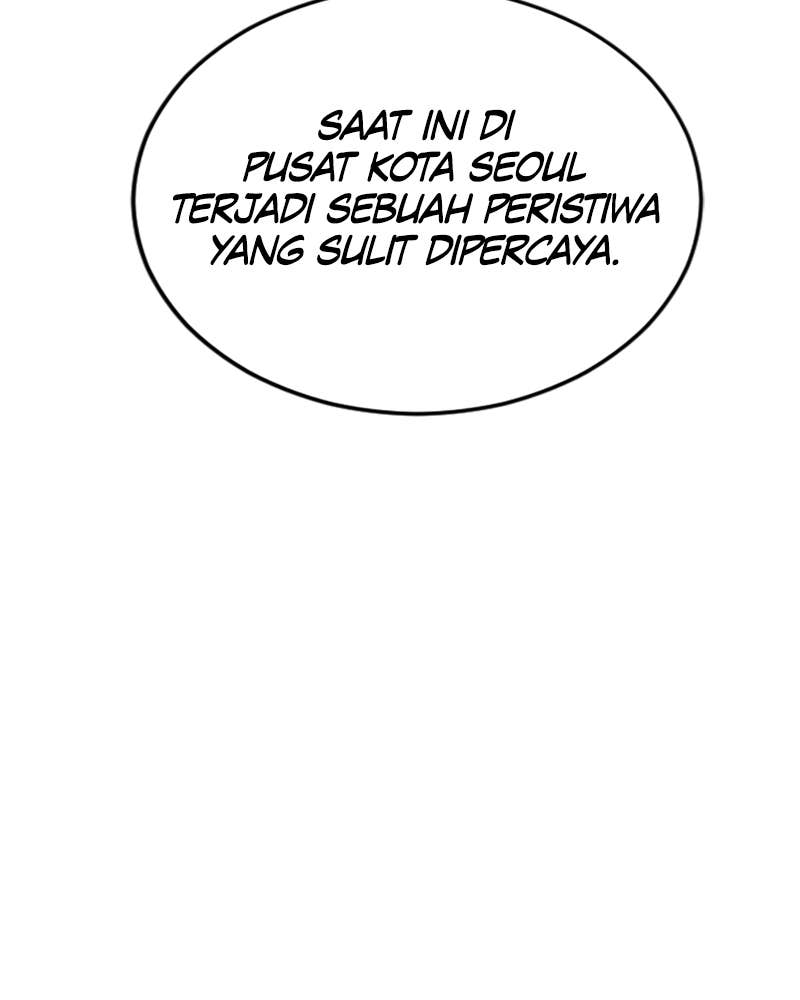 SAAT INI DI
PUSAT KOTA SEOUL
TERJADI SEBUAH PERISTIWA
YANG SULIT DIPERCAYA.